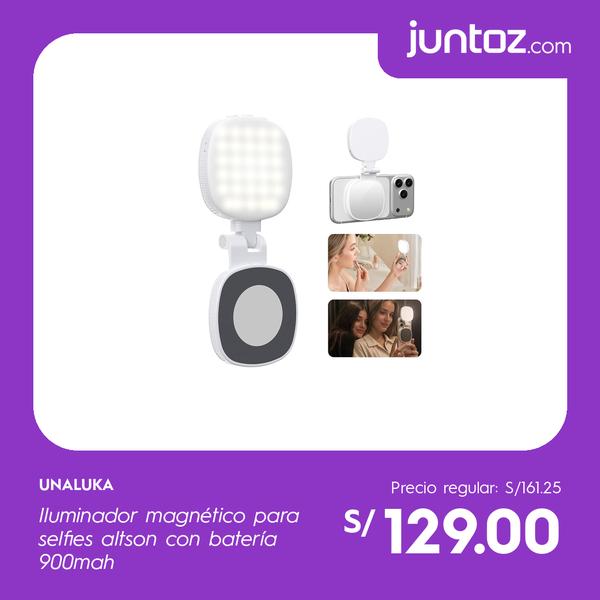 juntoz.com
UNALUKA
Iluminador magnético para
selfies altson con batería
900mah
Precio regular: S/161.25
S/ 129.00